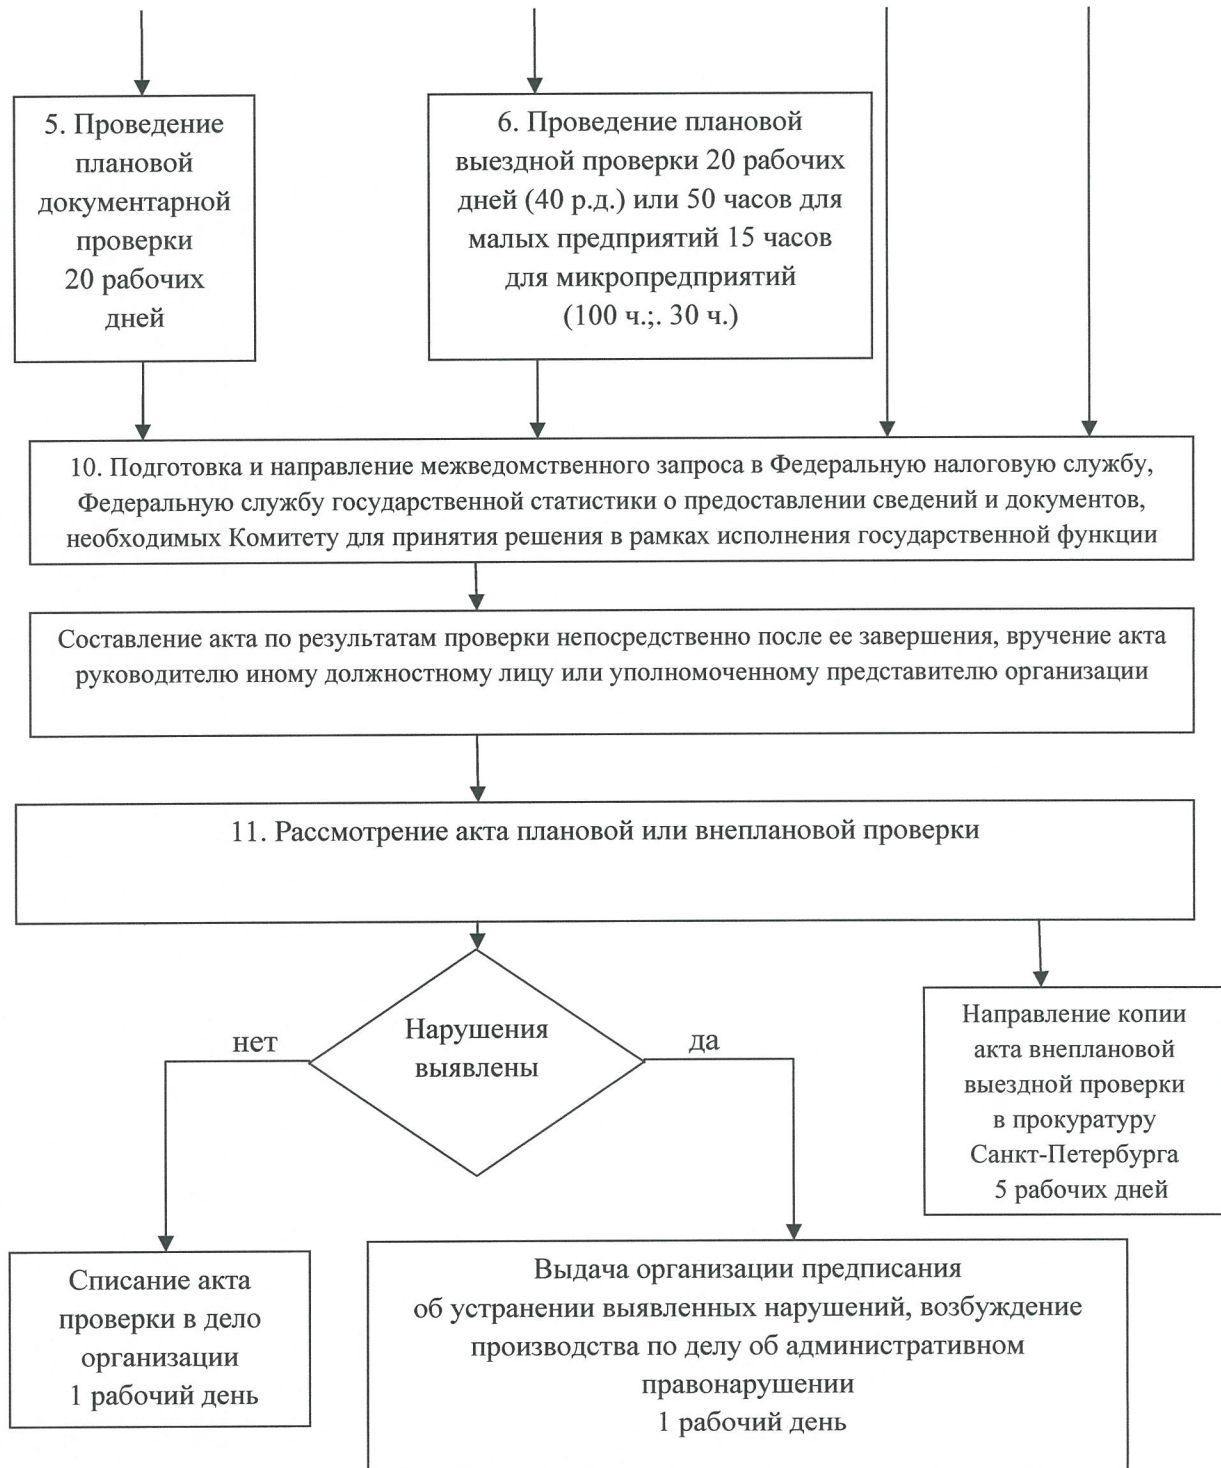 5. Проведение
плановой
документарной
проверки
20 рабочих
дней
6. Проведение плановой
выездной проверки 20 рабочих
дней (40 р.д.) или 50 часов для
малых предприятий 15 часов
для микропредприятий
(100 ч.;. 30 ч.)
10. Подготовка и направление межведомственного запроса в Федеральную налоговую службу,
Федеральную службу государственной статистики о предоставлении сведений и документов,
необходимых Комитету для принятия решения в рамках исполнения государственной функции
Составление акта по результатам проверки непосредственно после ее завершения, вручение акта
руководителю иному должностному лицу или уполномоченному представителю организации
11. Рассмотрение акта плановой или внеплановой проверки
нет
Нарушения
выявлены
да
Направление копии
акта внеплановой
выездной проверки
в прокуратуру
Санкт-Петербурга
5 рабочих дней
Списание акта
проверки в дело
организации
1 рабочий день
Выдача организации предписания
об устранении выявленных нарушений, возбуждение
производства по делу об административном
правонарушении
1 рабочий день